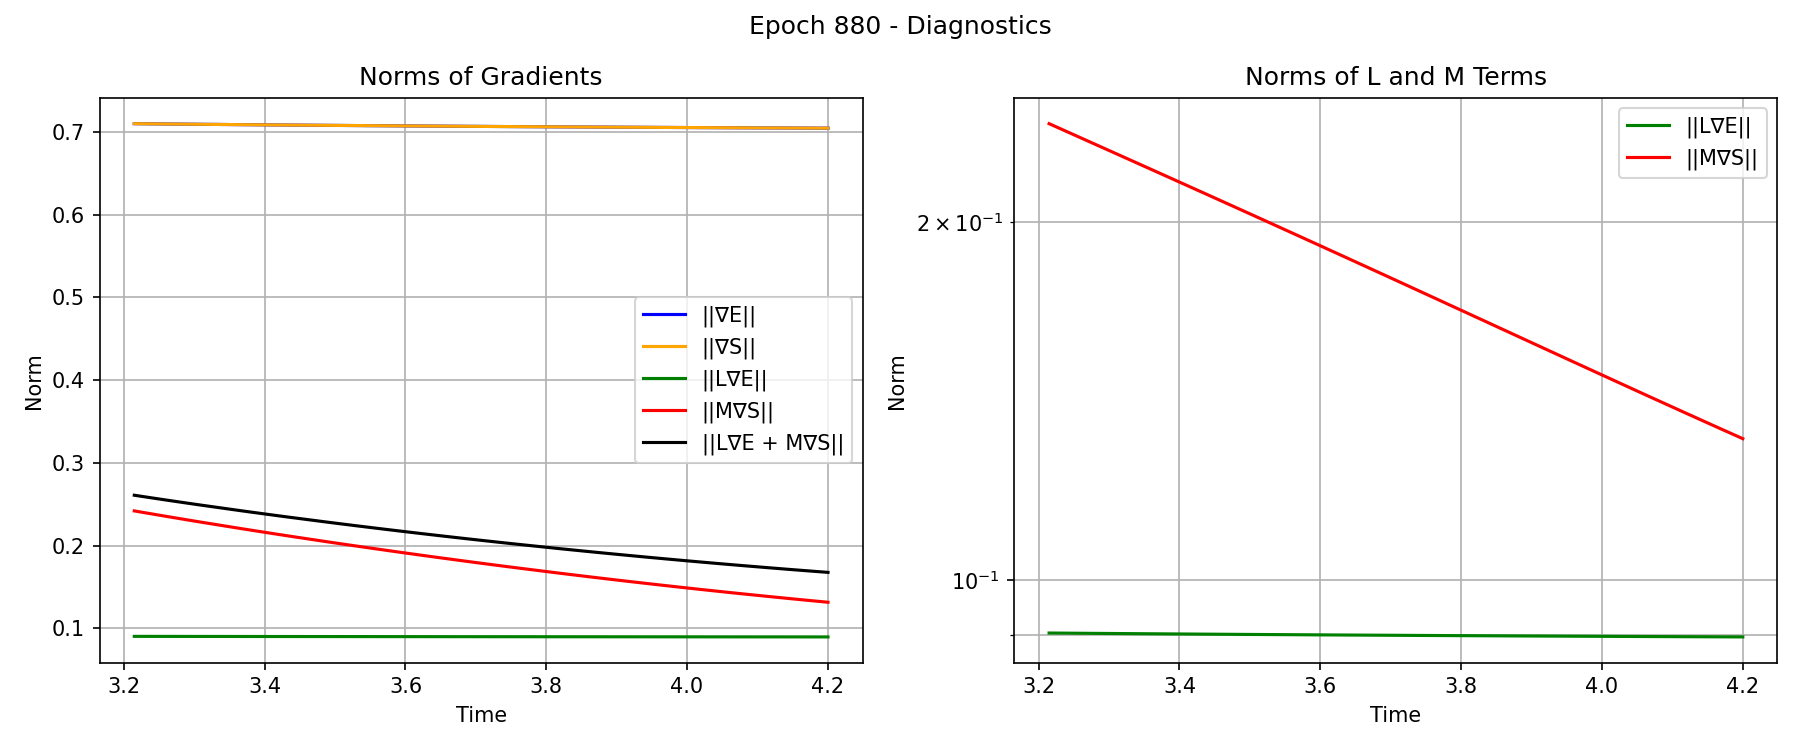 Epoch 880 - Diagnostics
Norms of Gradients
Norm
0.7
0.6
0.5
0.4
0.3
0.2
0.1
||∇E||
||∇S||
||L∇E||
||M∇S||
||L∇E + M∇S||
3.2 3.4 3.6 3.8 4.0 4.2
Time
Norms of L and M Terms
Norm
2 × 10⁻¹
10⁻¹
||L∇E||
||M∇S||
3.2 3.4 3.6 3.8 4.0 4.2
Time